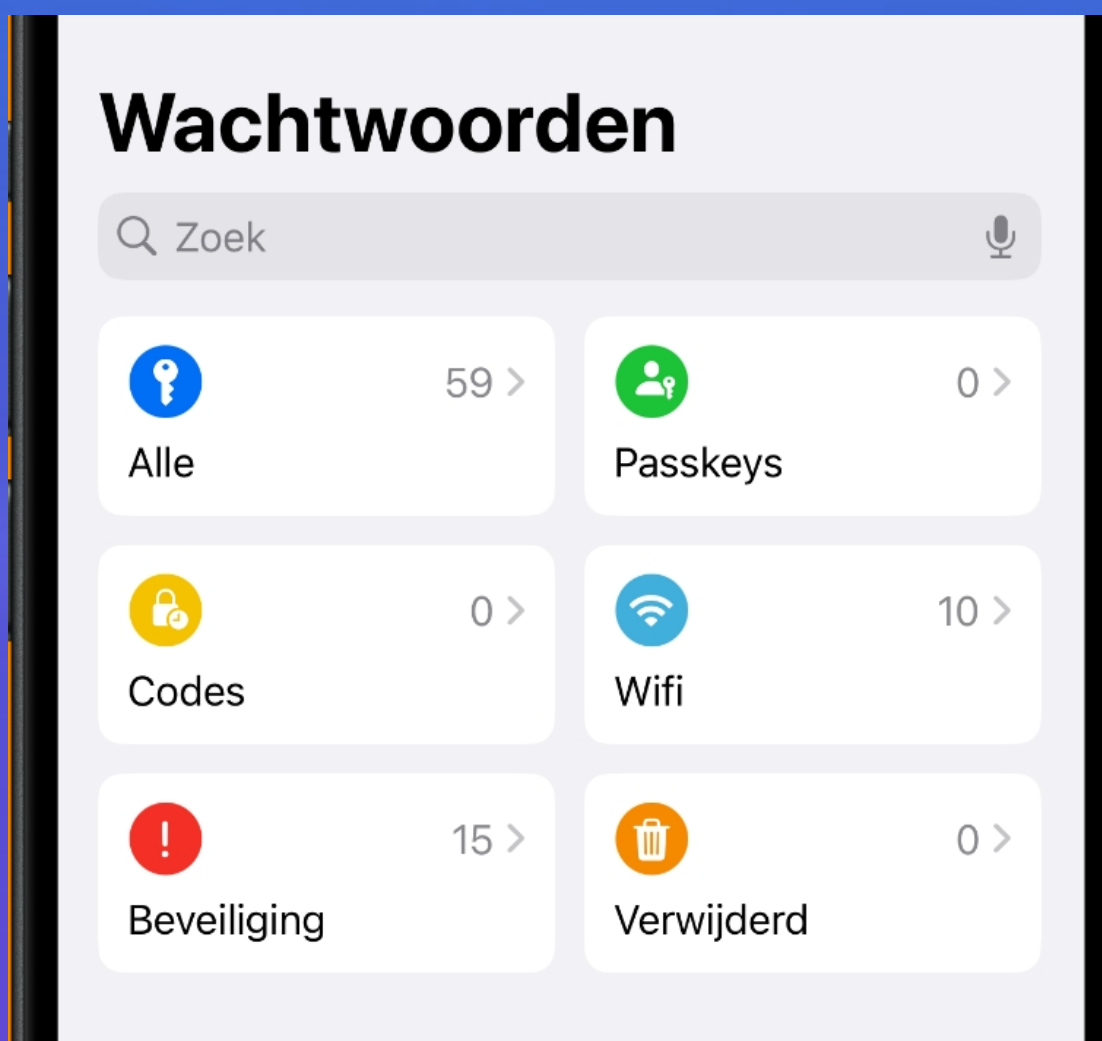 Wachtwoorden
Zoek
59
Alle
0
Passkeys
0
Codes
10
Wifi
15
Beveiliging
0
Verwijderd